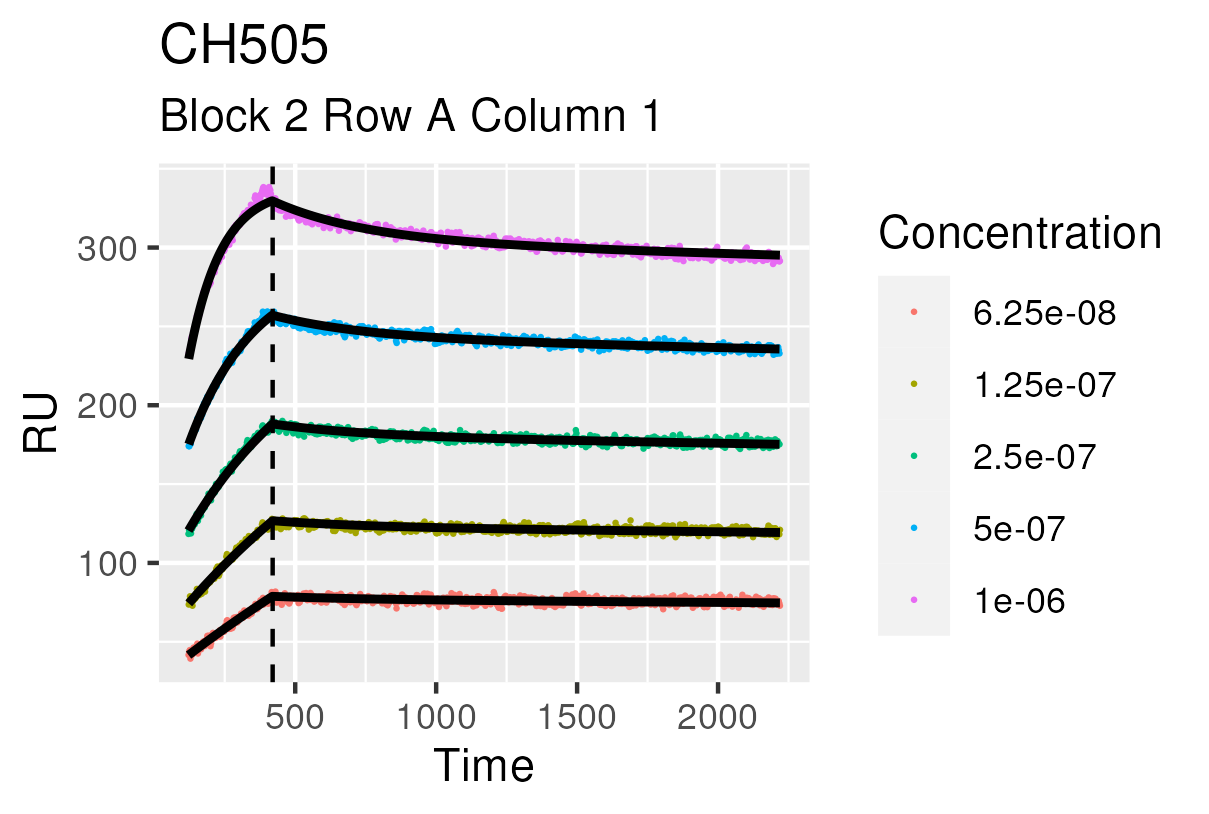 CH505
Block 2 Row A Column 1
RU
300
200
100
500
1000
1500
2000
Time
Concentration
6.25e-08
1.25e-07
2.5e-07
5e-07
1e-06